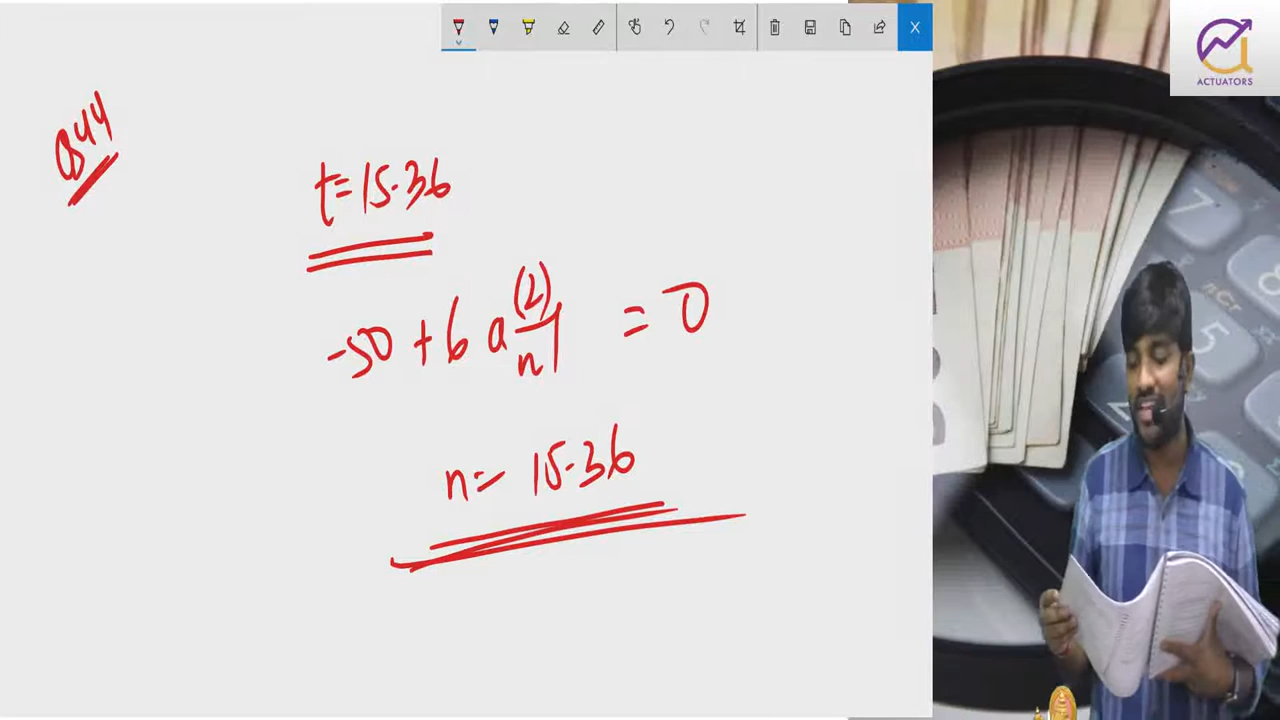 Q44
t=15.36
-50 + 6 a (2) n = 0
n= 15.36
ACTUATORS